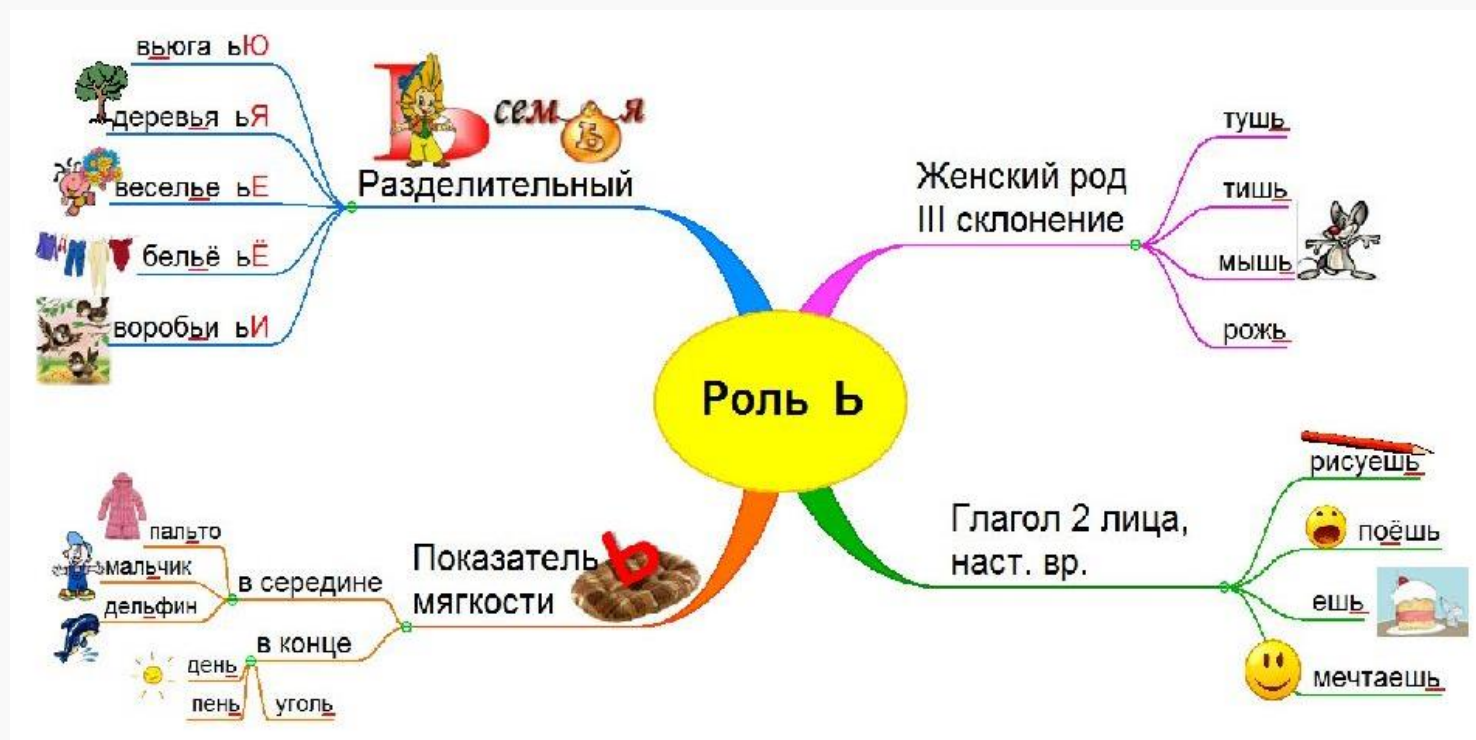 Роль Ь
Разделительный
Ь
семья
вьюга ьЮ
деревья ьЯ
веселье ьЕ
бельё ьЁ
воробьи ьИ
Женский род
III склонение
тушь
тишь
мышь
рожь
Показатель
мягкости
Ь
в середине
пальто
мальчик
дельфин
в конце
день
пень
уголь
Глагол 2 лица,
наст. вр.
рисуешь
поёшь
ешь
мечтаешь